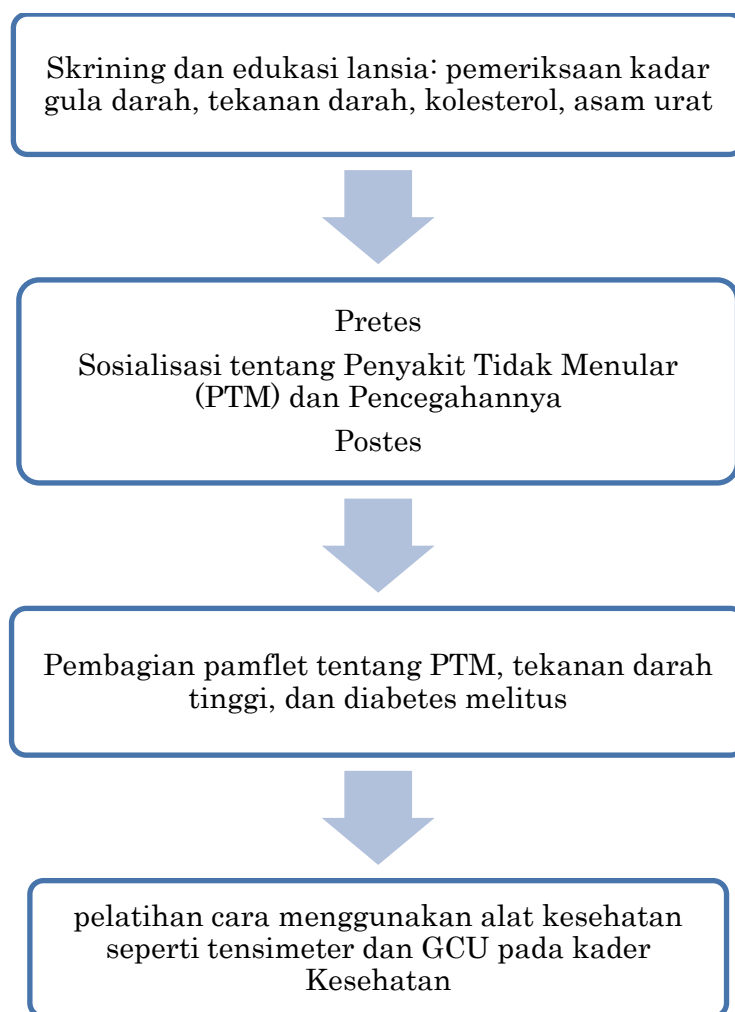 Skrining dan edukasi lansia: pemeriksaan kadar
gula darah, tekanan darah, kolesterol, asam urat
Pretes
Sosialisasi tentang Penyakit Tidak Menular
(PTM) dan Pencegahannya
Postes
Pembagian pamflet tentang PTM, tekanan darah
tinggi, dan diabetes melitus
pelatihan cara menggunakan alat kesehatan
seperti tensimeter dan GCU pada kader
Kesehatan